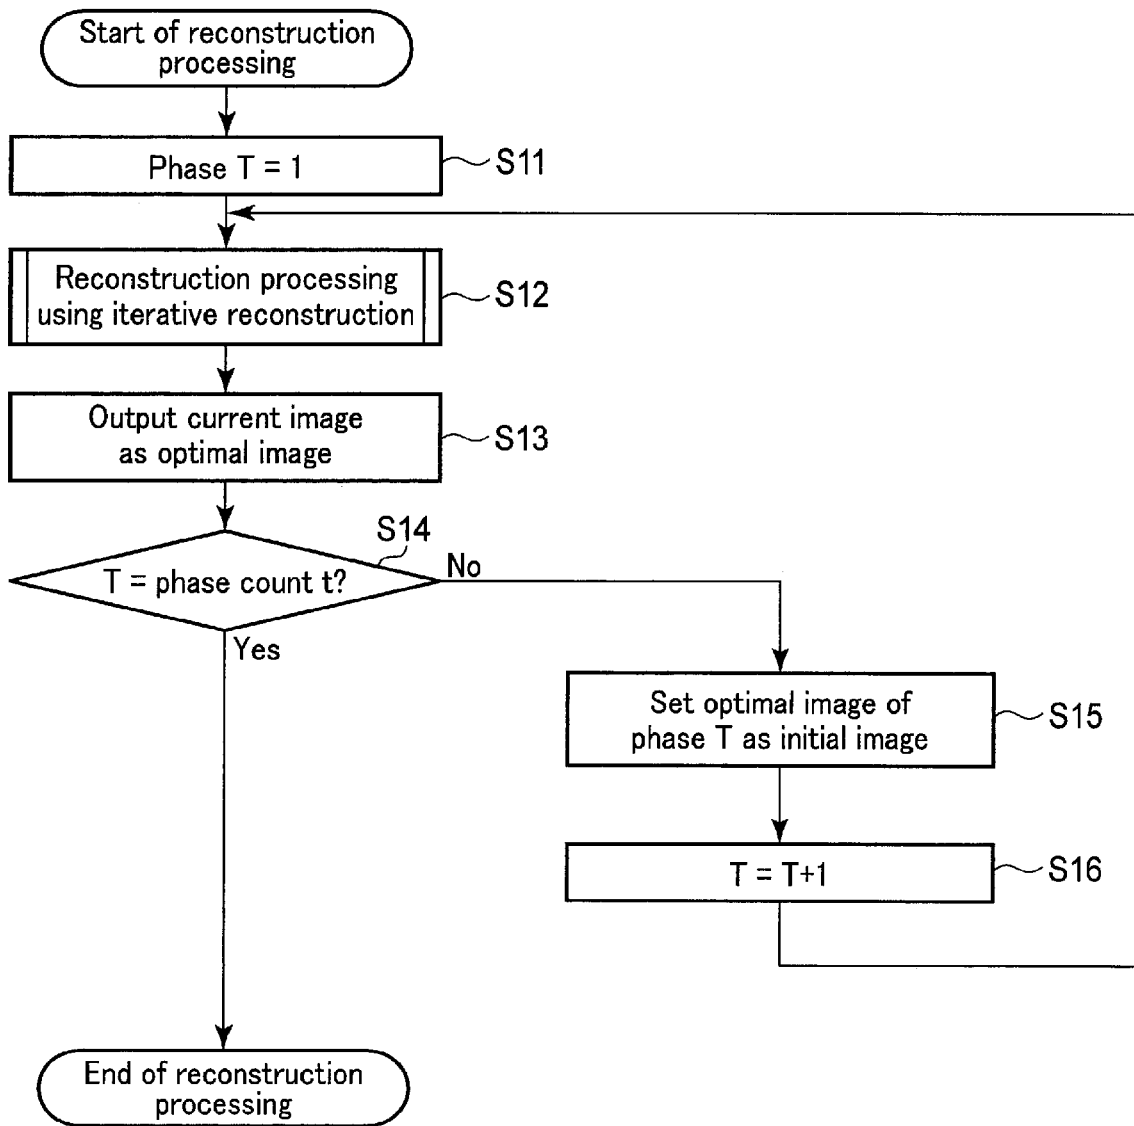 Start of reconstruction
processing
Phase T = 1
S11
Reconstruction processing
using iterative reconstruction
S12
Output current image
as optimal image
S13
S14
T = phase count t?
No
Yes
Set optimal image of
phase T as initial image
S15
T = T+1
S16
End of reconstruction
processing